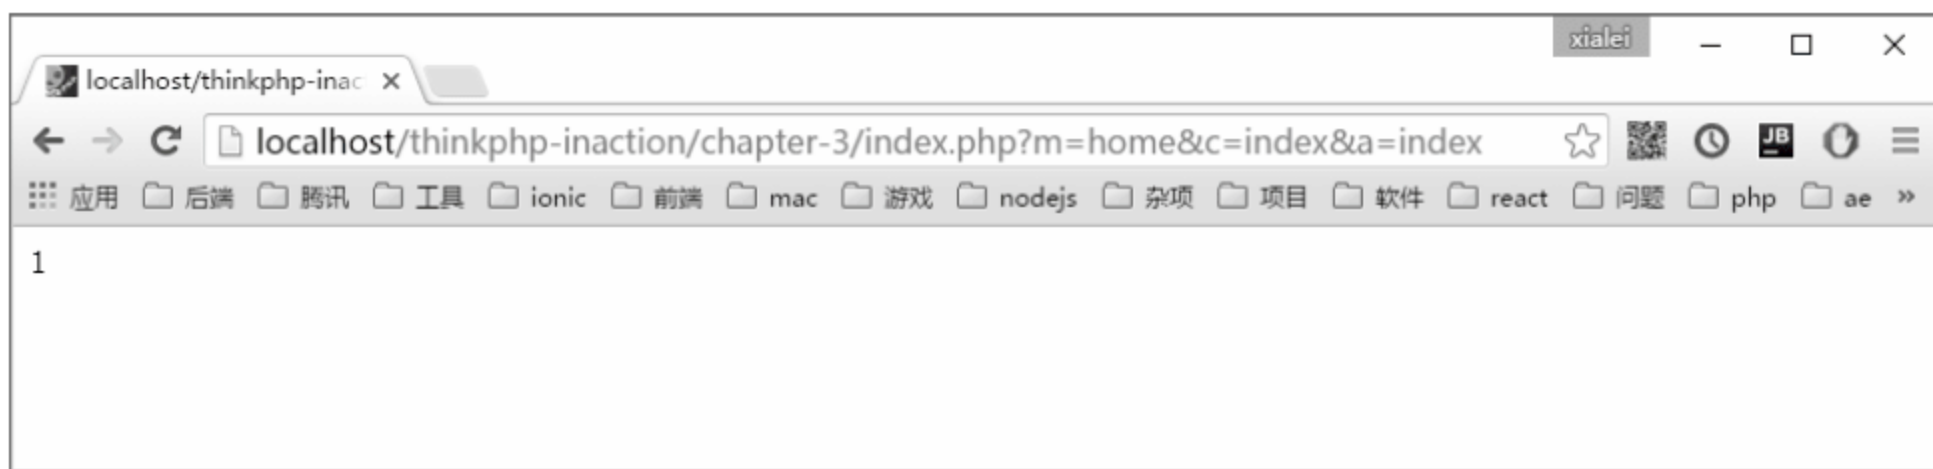 xialei
localhost/thinkphp-inac
localhost/thinkphp-inaction/chapter-3/index.php?m=home&c=index&a=index
JB
应用 后端 腾讯 工具 ionic 前端 mac 游戏 nodejs 杂项 项目 软件 react 问题 php ae »
1